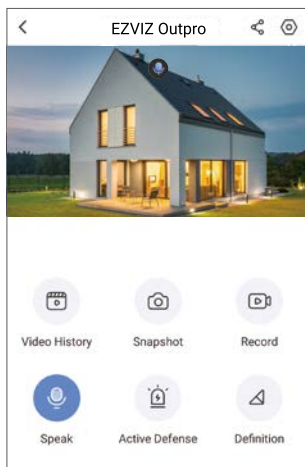 EZVIZ Outpro
Video History
Snapshot
Record
Speak
Active Defense
Definition